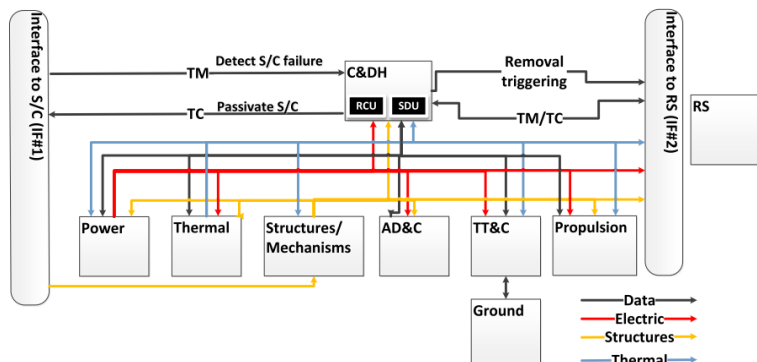 Interface to S/C (IF#1)
Detect S/C failure
TM
C&DH
Removal
triggering
Interface to RS (IF#2)
RS
RCU
SDU
TC
Passivate S/C
TM/TC
Power
Thermal
Structures/
Mechanisms
AD&C
TT&C
Propulsion
Ground
Data
Electric
Structures
Thermal